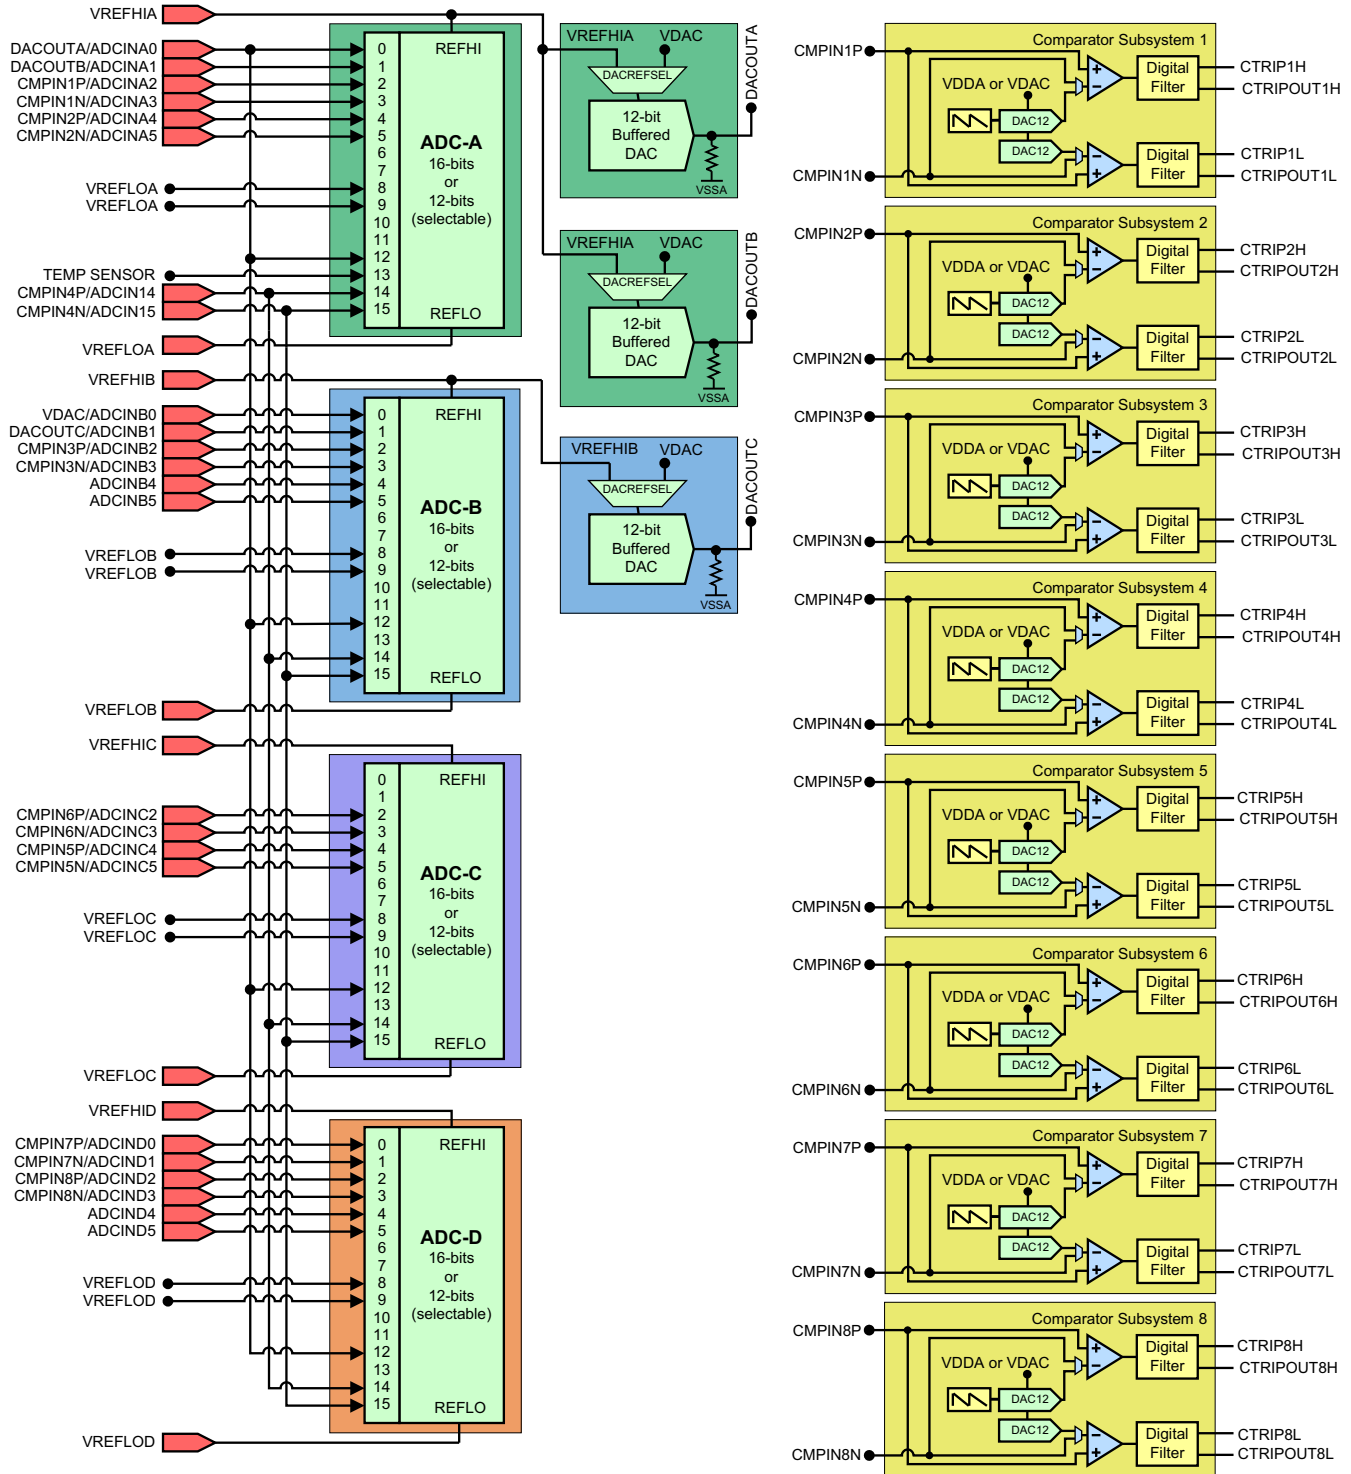 VREFHIA
DACOUTA/ADCINA0
DACOUTB/ADCINA1
CMPIN1P/ADCINA2
CMPIN1N/ADCINA3
CMPIN2P/ADCINA4
CMPIN2N/ADCINA5
VREFLOA
VREFLOA
TEMP SENSOR
CMPIN4P/ADCIN14
CMPIN4N/ADCIN15
VREFLOA
0
1
2
3
4
5
6
7
8
9
10
11
12
13
14
15
REFHI
ADC-A
16-bits
or
12-bits
(selectable)
REFLO
VREFHIB
VDAC/ADCINB0
DACOUTC/ADCINB1
CMPIN3P/ADCINB2
CMPIN3N/ADCINB3
ADCINB4
ADCINB5
VREFLOB
VREFLOB
VREFLOB
0
1
2
3
4
5
6
7
8
9
10
11
12
13
14
15
REFHI
ADC-B
16-bits
or
12-bits
(selectable)
REFLO
VREFHIC
CMPIN6P/ADCINC2
CMPIN6N/ADCINC3
CMPIN5P/ADCINC4
CMPIN5N/ADCINC5
VREFLOC
VREFLOC
VREFLOC
0
1
2
3
4
5
6
7
8
9
10
11
12
13
14
15
REFHI
ADC-C
16-bits
or
12-bits
(selectable)
REFLO
VREFHID
CMPIN7P/ADCIND0
CMPIN7N/ADCIND1
CMPIN8P/ADCIND2
CMPIN8N/ADCIND3
ADCIND4
ADCIND5
VREFLOD
VREFLOD
VREFLOD
0
1
2
3
4
5
6
7
8
9
10
11
12
13
14
15
REFHI
ADC-D
16-bits
or
12-bits
(selectable)
REFLO
VREFHIA
VDAC
DACREFSEL
12-bit
Buffered
DAC
VSSA
DACOUTA
VREFHIA
VDAC
DACREFSEL
12-bit
Buffered
DAC
VSSA
DACOUTB
VREFHIB
VDAC
DACREFSEL
12-bit
Buffered
DAC
VSSA
DACOUTC
Comparator Subsystem 1
CMPIN1P
CMPIN1N
VDDA or VDAC
DAC12
DAC12
Digital
Filter
Digital
Filter
CTRIP1H
CTRIPOUT1H
CTRIP1L
CTRIPOUT1L
Comparator Subsystem 2
CMPIN2P
CMPIN2N
VDDA or VDAC
DAC12
DAC12
Digital
Filter
Digital
Filter
CTRIP2H
CTRIPOUT2H
CTRIP2L
CTRIPOUT2L
Comparator Subsystem 3
CMPIN3P
CMPIN3N
VDDA or VDAC
DAC12
DAC12
Digital
Filter
Digital
Filter
CTRIP3H
CTRIPOUT3H
CTRIP3L
CTRIPOUT3L
Comparator Subsystem 4
CMPIN4P
CMPIN4N
VDDA or VDAC
DAC12
DAC12
Digital
Filter
Digital
Filter
CTRIP4H
CTRIPOUT4H
CTRIP4L
CTRIPOUT4L
Comparator Subsystem 5
CMPIN5P
CMPIN5N
VDDA or VDAC
DAC12
DAC12
Digital
Filter
Digital
Filter
CTRIP5H
CTRIPOUT5H
CTRIP5L
CTRIPOUT5L
Comparator Subsystem 6
CMPIN6P
CMPIN6N
VDDA or VDAC
DAC12
DAC12
Digital
Filter
Digital
Filter
CTRIP6H
CTRIPOUT6H
CTRIP6L
CTRIPOUT6L
Comparator Subsystem 7
CMPIN7P
CMPIN7N
VDDA or VDAC
DAC12
DAC12
Digital
Filter
Digital
Filter
CTRIP7H
CTRIPOUT7H
CTRIP7L
CTRIPOUT7L
Comparator Subsystem 8
CMPIN8P
CMPIN8N
VDDA or VDAC
DAC12
DAC12
Digital
Filter
Digital
Filter
CTRIP8H
CTRIPOUT8H
CTRIP8L
CTRIPOUT8L